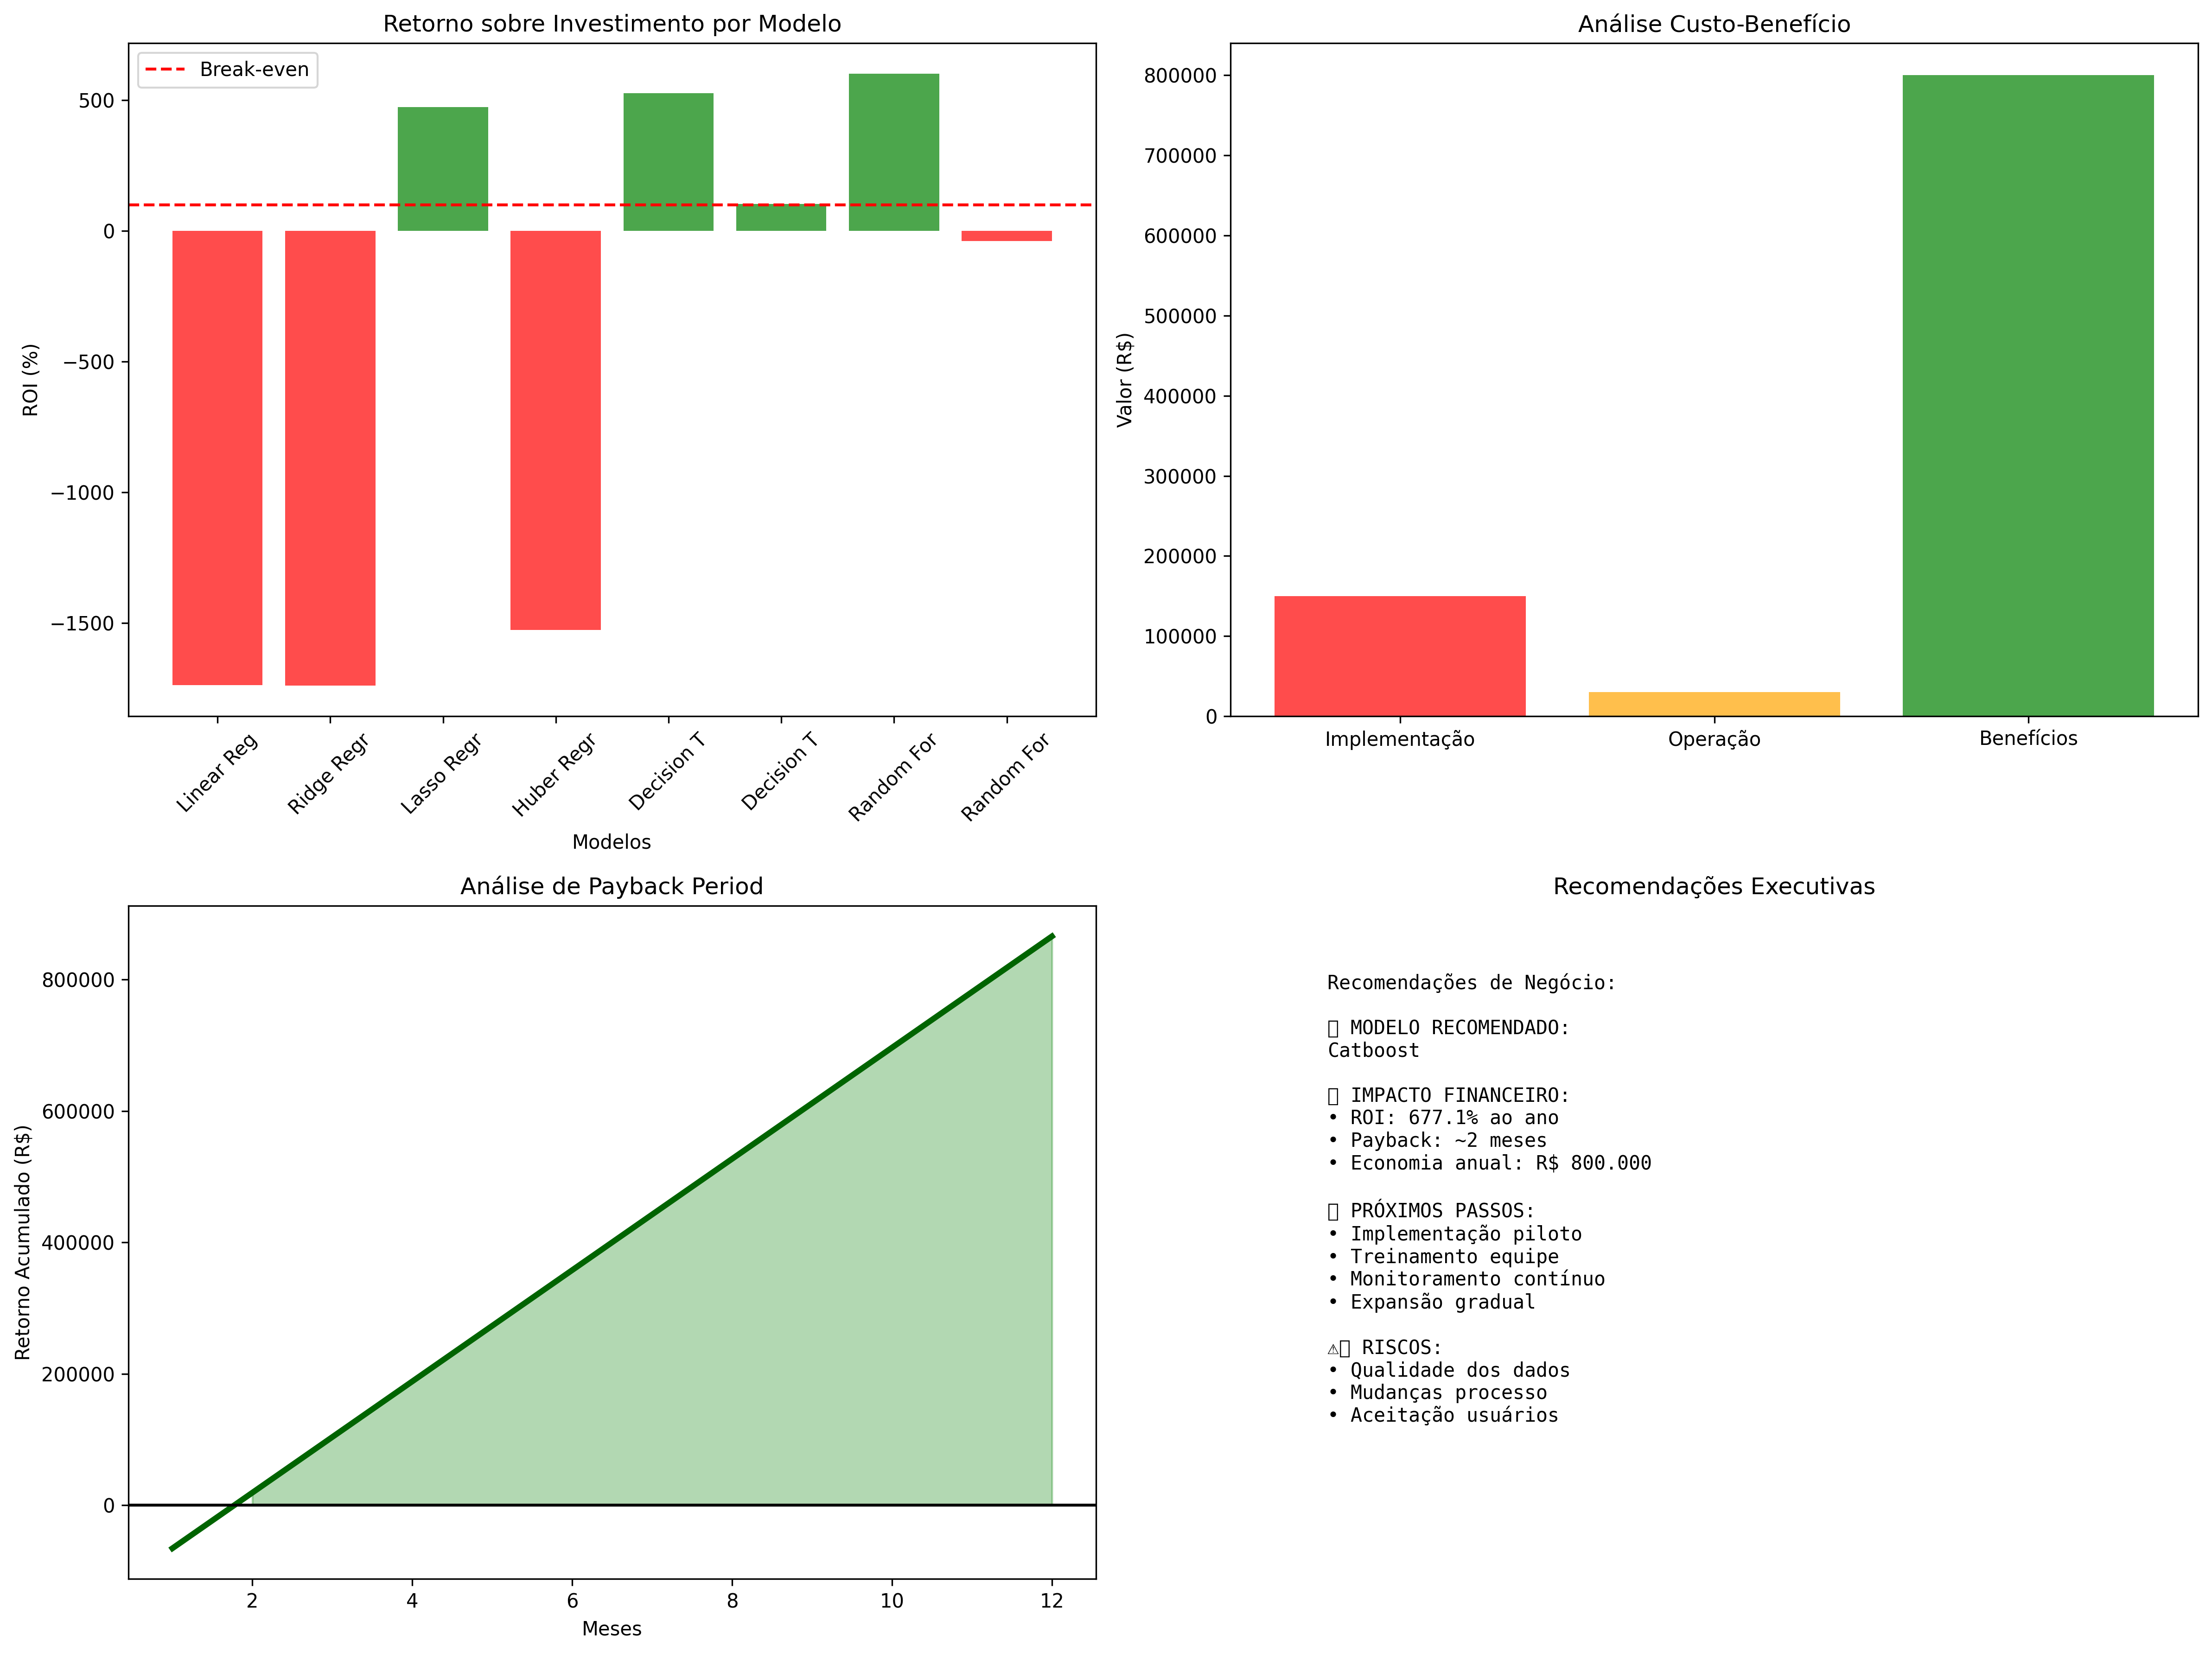 Retorno sobre Investimento por Modelo
Break-even
500
0
−500
−1000
−1500
ROI (%)
Linear Reg
Ridge Regr
Lasso Regr
Huber Regr
Decision T
Decision T
Random For
Random For
Modelos
Análise Custo-Benefício
800000
700000
600000
500000
400000
300000
200000
100000
0
Valor (R$)
Implementação
Operação
Benefícios
Análise de Payback Period
800000
600000
400000
200000
0
Retorno Acumulado (R$)
2
4
6
8
10
12
Meses
Recomendações Executivas
Recomendações de Negócio:
MODELO RECOMENDADO:
Catboost
IMPACTO FINANCEIRO:
• ROI: 677.1% ao ano
• Payback: ~2 meses
• Economia anual: R$ 800.000
PRÓXIMOS PASSOS:
• Implementação piloto
• Treinamento equipe
• Monitoramento contínuo
• Expansão gradual
⚠ RISCOS:
• Qualidade dos dados
• Mudanças processo
• Aceitação usuários